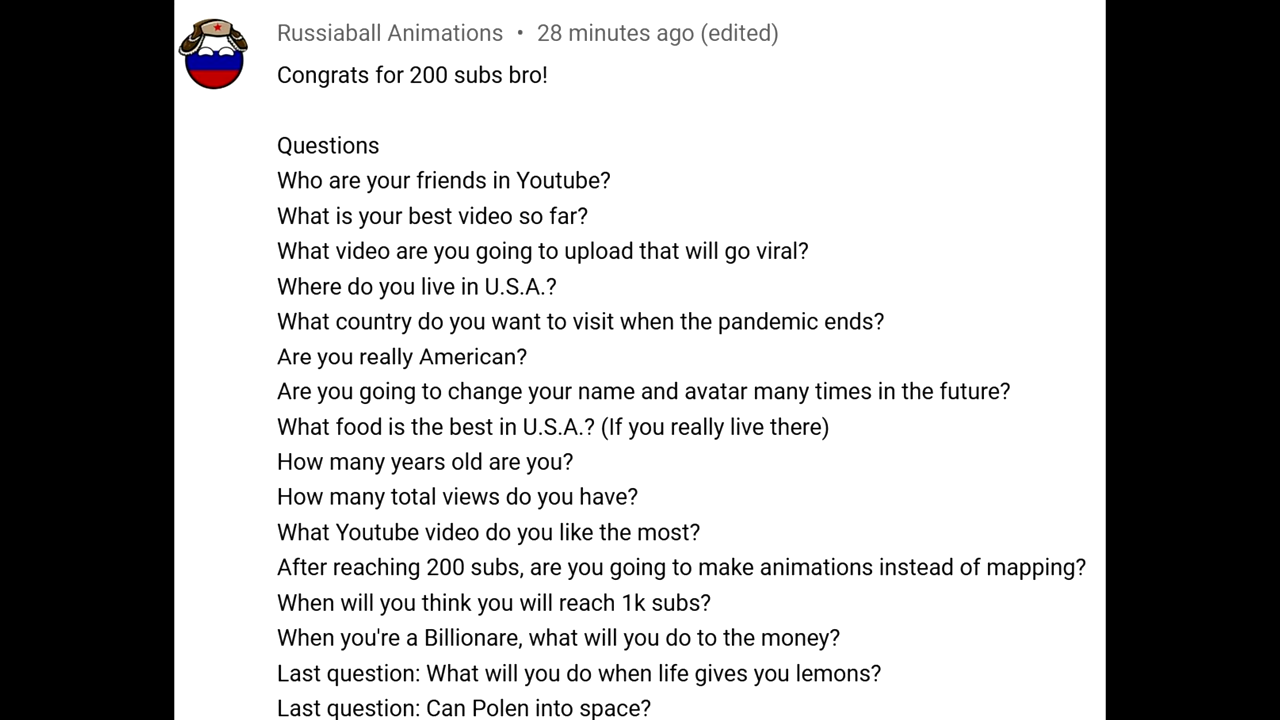 Russiaball Animations • 28 minutes ago (edited)
Congrats for 200 subs bro!
Questions
Who are your friends in Youtube?
What is your best video so far?
What video are you going to upload that will go viral?
Where do you live in U.S.A.?
What country do you want to visit when the pandemic ends?
Are you really American?
Are you going to change your name and avatar many times in the future?
What food is the best in U.S.A.? (If you really live there)
How many years old are you?
How many total views do you have?
What Youtube video do you like the most?
After reaching 200 subs, are you going to make animations instead of mapping?
When will you think you will reach 1k subs?
When you're a Billionare, what will you do to the money?
Last question: What will you do when life gives you lemons?
Last question: Can Polen into space?